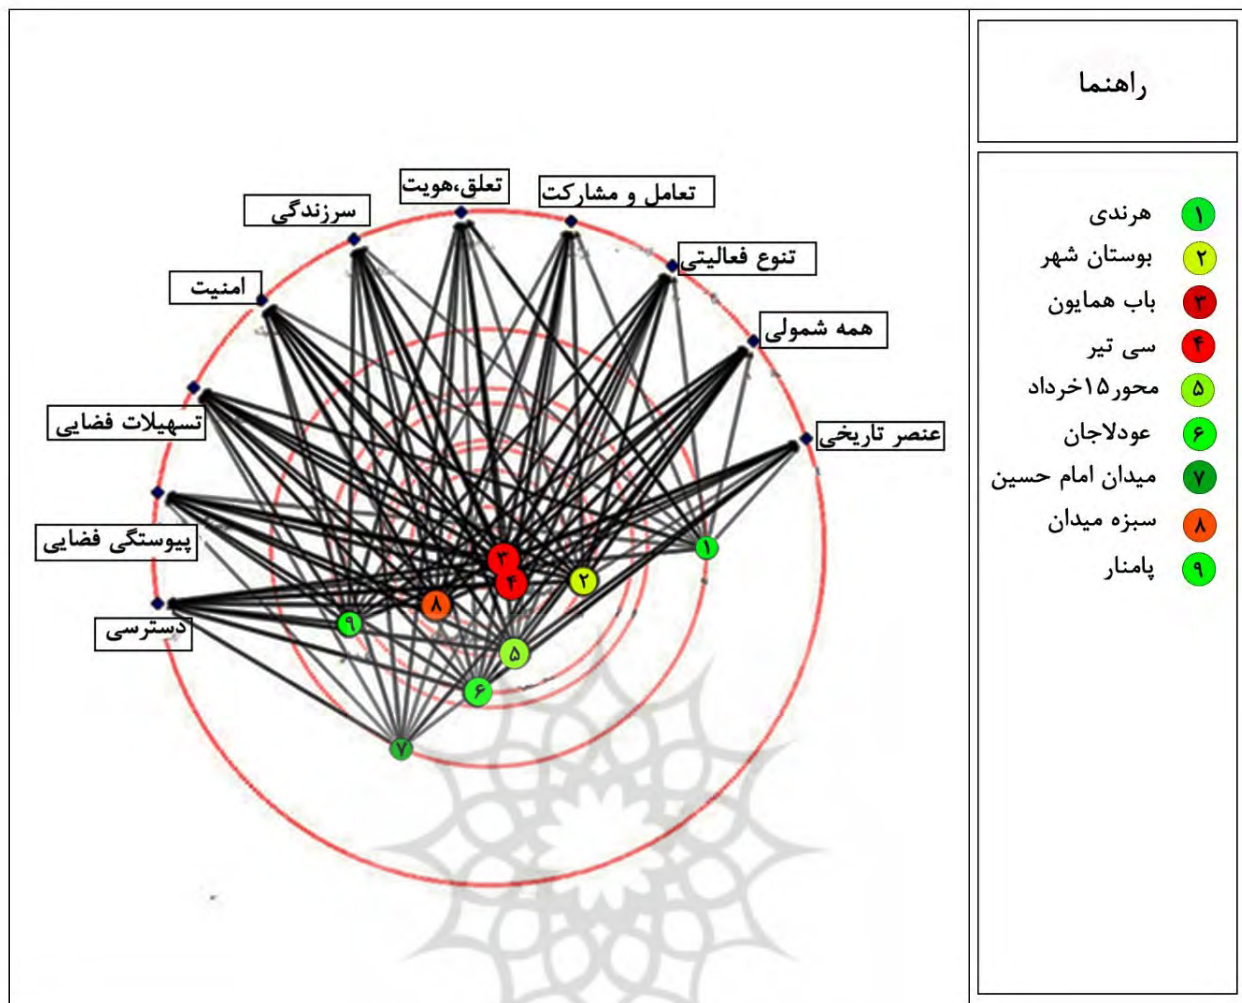 راهنما
۱ هرندی
۲ بوستان شهر
۳ باب همایون
۴ سی تیر
۵ محور۱۵خرداد
۶ عودلاجان
۷ میدان امام حسین
۸ سبزه میدان
۹ پامنار
تعلق،هویت
تعامل و مشارکت
سرزندگی
تنوع فعالیتی
امنیت
همه شمولی
تسهیلات فضایی
عنصر تاریخی
پیوستگی فضایی
دسترسی
۱
۲
۳
۴
۵
۶
۷
۸
۹